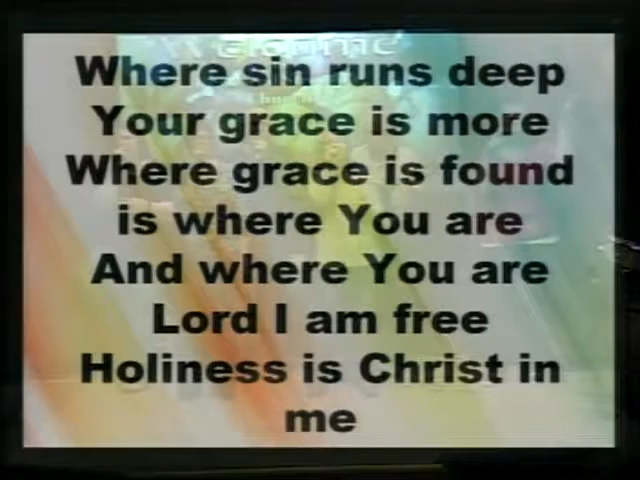 Where sin runs deep
Your grace is more
Where grace is found
is where You are
And where You are
Lord I am free
Holiness is Christ in
me